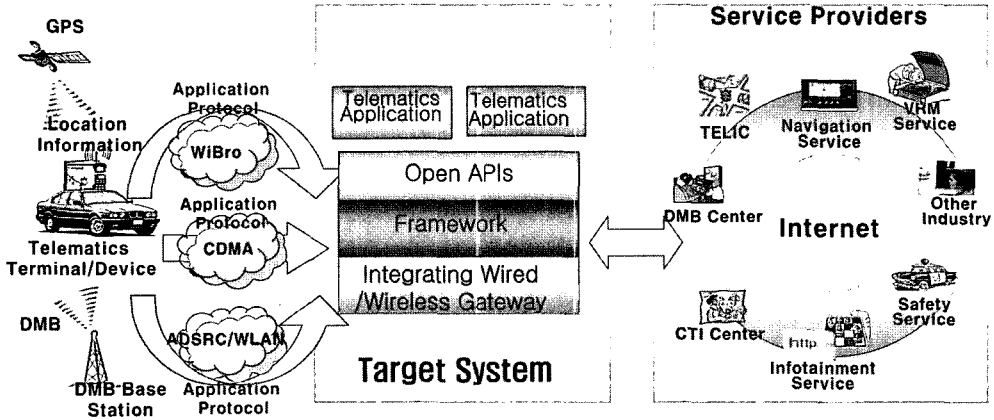 GPS
Location
Information
Telematics
Terminal/Device
DMB
DMB Base
Station
Application
Protocol
WiBro
Application
Protocol
CDMA
ADSRC/WLAN
Application
Protocol
Telematics
Application
Telematics
Application
Open APIs
Framework
Integrating Wired
/Wireless Gateway
Target System
Service Providers
TELIC
Navigation
Service
VRM
Service
DMB Center
Other
Industry
Internet
CTI Center
http
Infotainment
Service
Safety
Service